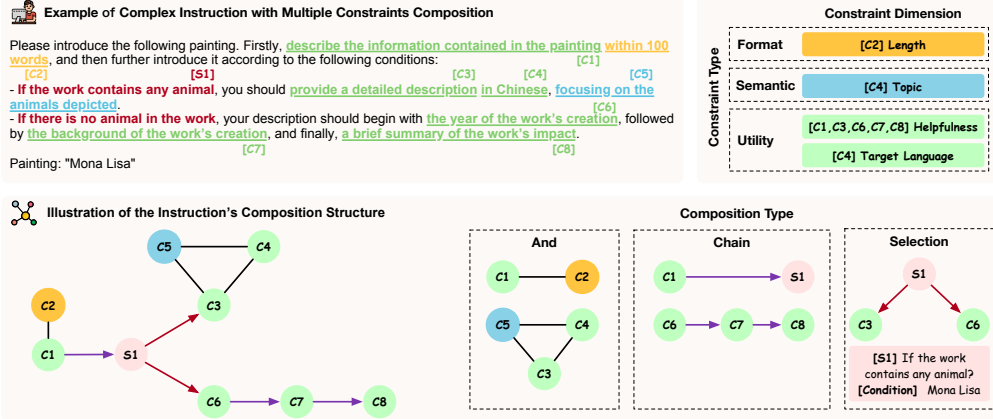 Example of Complex Instruction with Multiple Constraints Composition
Please introduce the following painting. Firstly, describe the information contained in the painting within 100
words, and then further introduce it according to the following conditions:
[C1]
[C2]
[S1]
[C3]
[C4]
[C5]
- If the work contains any animal, you should provide a detailed description in Chinese, focusing on the
animals depicted.
[C6]
- If there is no animal in the work, your description should begin with the year of the work's creation, followed
by the background of the work's creation, and finally, a brief summary of the work's impact.
[C7]
[C8]
Painting: "Mona Lisa"
Constraint Dimension
Constraint Type
Format
[C2] Length
Semantic
[C4] Topic
Utility
[C1,C3,C6,C7,C8] Helpfulness
[C4] Target Language
Illustration of the Instruction's Composition Structure
C5
C4
C2
C3
C1
S1
C6
C7
C8
Composition Type
And
C1
C2
C5
C4
C3
Chain
C1
S1
C6
C7
C8
Selection
S1
C3
C6
[S1] If the work
contains any animal?
[Condition] Mona Lisa